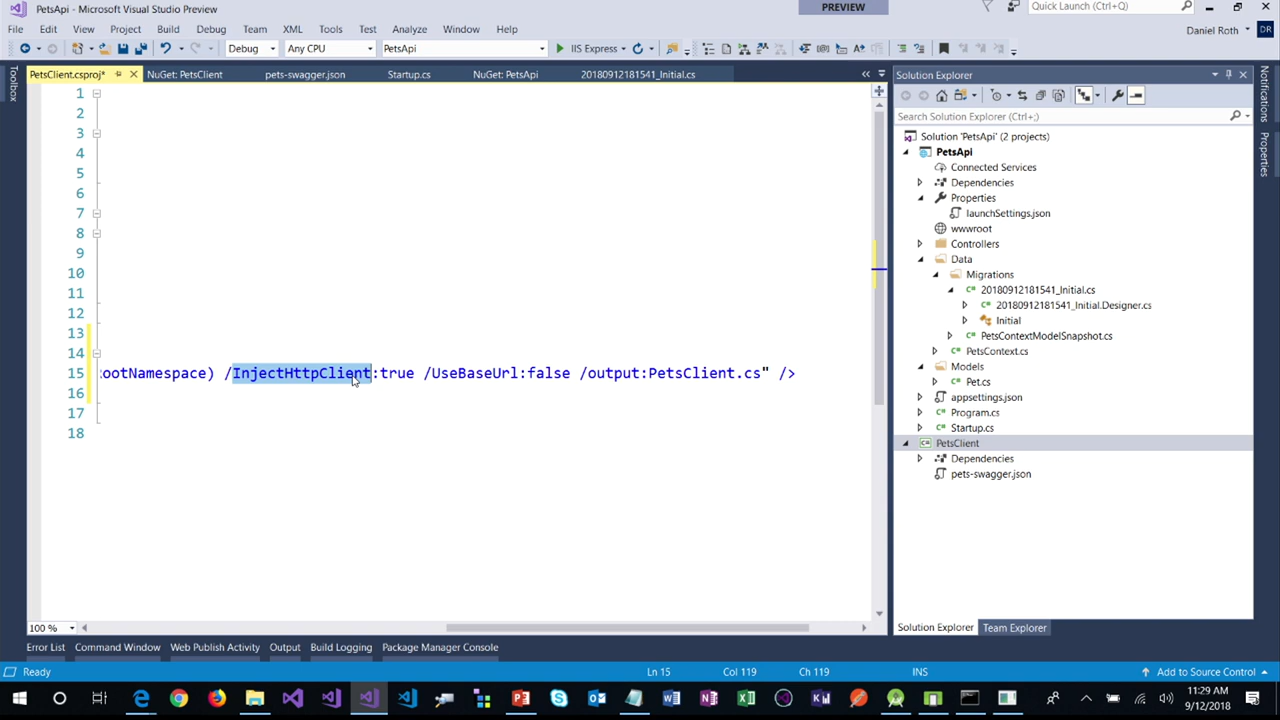 PetsApi - Microsoft Visual Studio Preview
PREVIEW
Quick Launch (Ctrl+;)
File Edit View Project Build Debug Team XML Tools Test Analyze Window Help
Daniel Roth DR
Debug Any CPU PetsApi IIS Express
Toolbox
PetsClient.csproj* NuGet: PetsClient pets-swagger.json Startup.cs NuGet: PetsApi 20180912181541_Initial.cs
1
2
3
4
5
6
7
8
9
10
11
12
13
14
15 :ootNamespace) /InjectHttpClient:true /UseBaseUrl:false /output:PetsClient.cs" />
16
17
18
100 %
Solution Explorer
Search Solution Explorer (Ctrl+;)
Solution 'PetsApi' (2 projects)
PetsApi
Connected Services
Dependencies
Properties
launchSettings.json
wwwroot
Controllers
Data
Migrations
20180912181541_Initial.cs
20180912181541_Initial.Designer.cs
Initial
PetsContextModelSnapshot.cs
PetsContext.cs
Models
Pet.cs
appsettings.json
Program.cs
Startup.cs
PetsClient
Dependencies
pets-swagger.json
Solution Explorer Team Explorer
Notifications
Properties
Error List Command Window Web Publish Activity Output Build Logging Package Manager Console
Ready Ln 15 Col 119 Ch 119 INS Add to Source Control
11:29 AM
9/12/2018